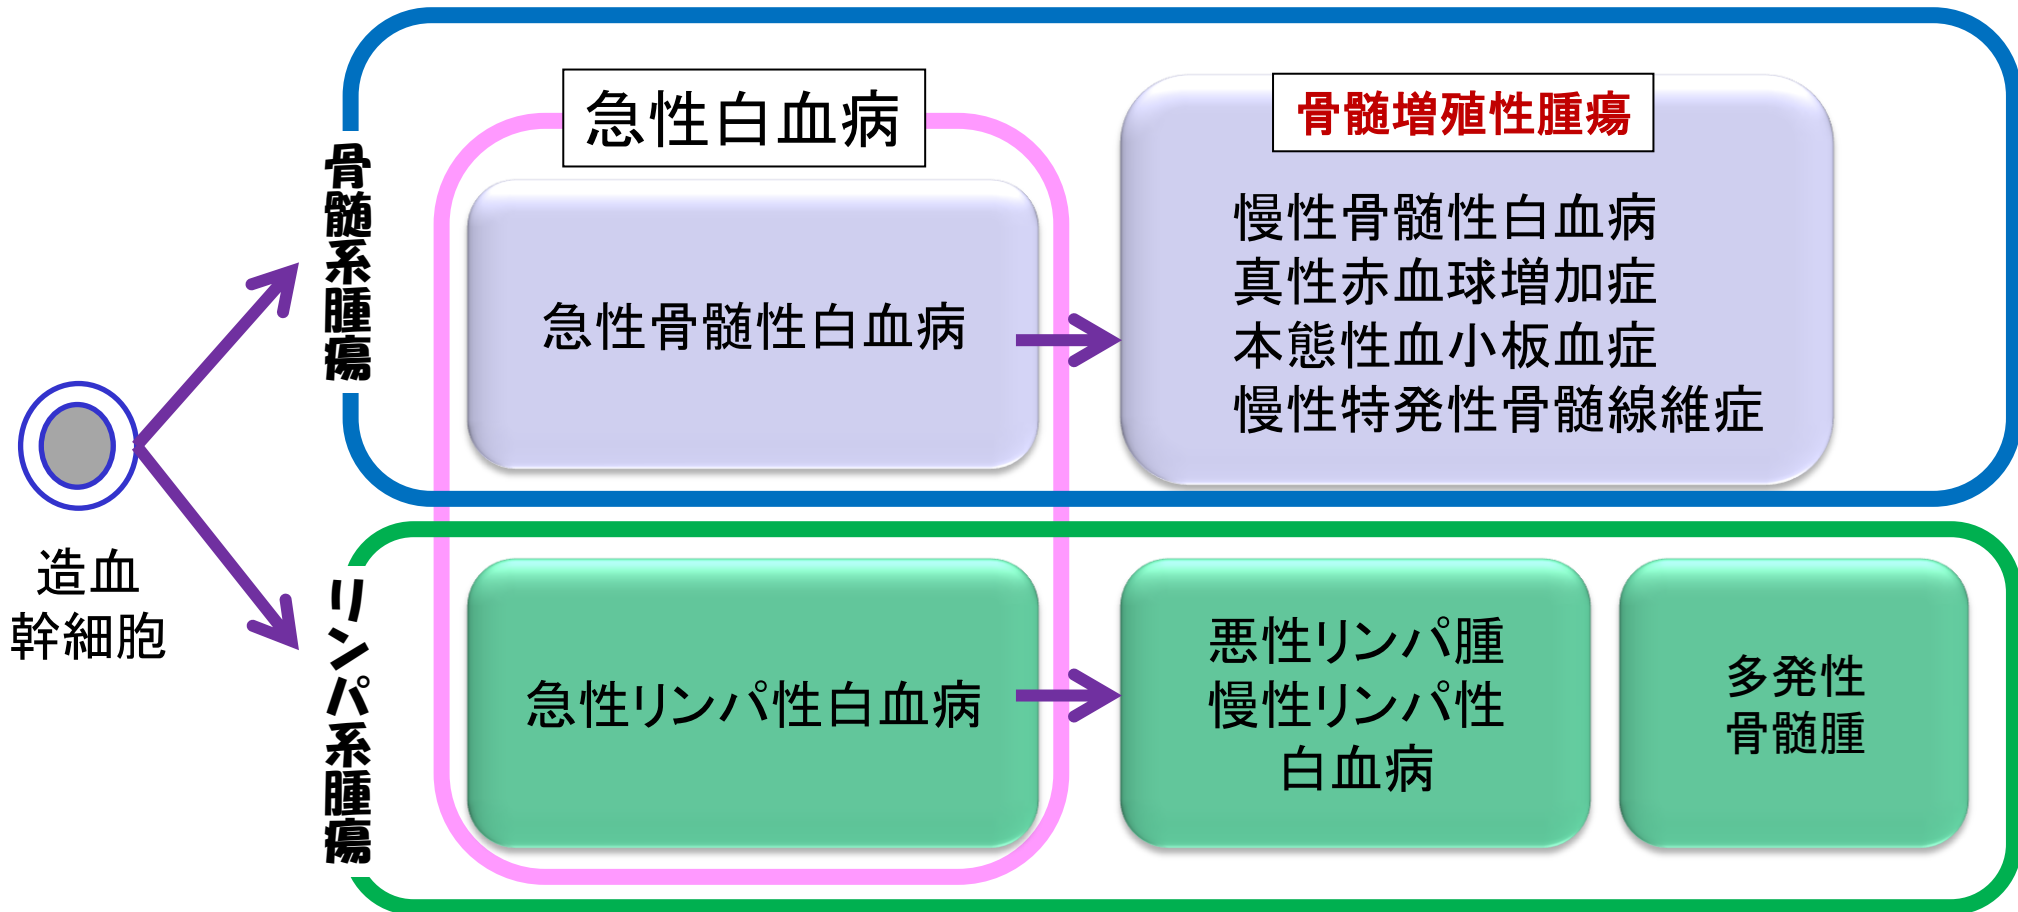 骨髄系腫瘍
急性白血病
急性骨髄性白血病
骨髄増殖性腫瘍
慢性骨髄性白血病
真性赤血球増加症
本態性血小板血症
慢性特発性骨髄線維症
造血
幹細胞
リンパ系腫瘍
急性リンパ性白血病
悪性リンパ腫
慢性リンパ性
白血病
多発性
骨髄腫